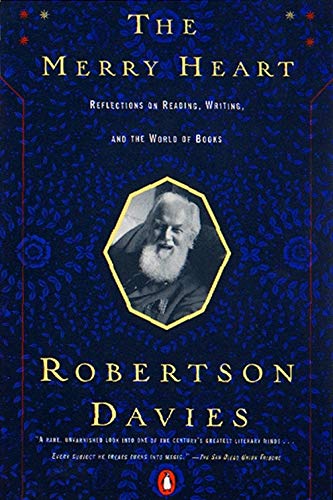 THE
MERRY HEART
REFLECTIONS ON READING, WRITING,
AND THE WORLD OF BOOKS
ROBERTSON
DAVIES
"A RARE, UNVARNISHED LOOK INTO ONE OF THE CENTURY'S GREATEST LITERARY MINDS . . .
EVERY SUBJECT HE TREATS TURNS INTO MAGIC." —THE SAN DIEGO UNION TRIBUNE